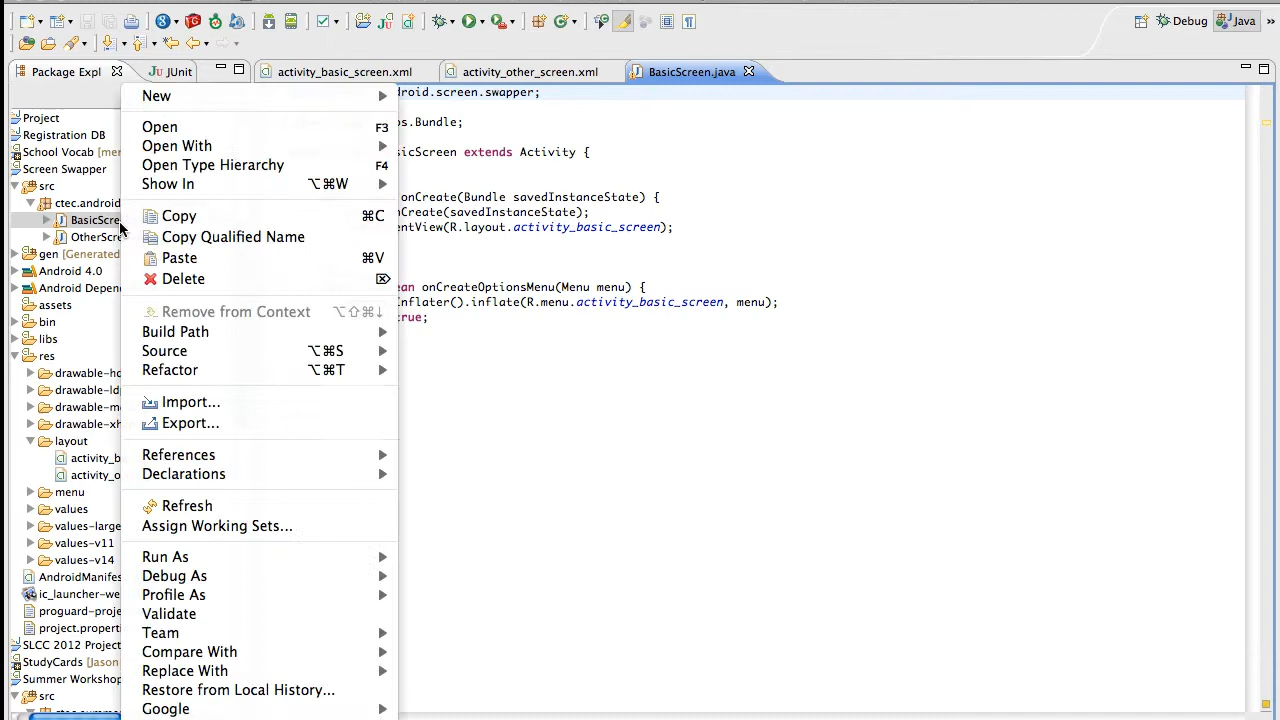 Debug
Java
»
Package Expl
JUnit
activity_basic_screen.xml
activity_other_screen.xml
BasicScreen.java
Project
Registration DB
School Vocab [me
Screen Swapper
src
ctec.android
BasicScre
OtherScre
gen [Generated
Android 4.0
Android Depen
assets
bin
libs
res
drawable-hd
drawable-ldp
drawable-m
drawable-xh
layout
activity_b
activity_o
menu
values
values-large
values-v11
values-v14
AndroidManifes
ic_launcher-we
proguard-proje
project.properti
SLCC 2012 Project
StudyCards [Jason
Summer Workshop
src
New
Open F3
Open With
Open Type Hierarchy F4
Show In ⌥⌘W
Copy ⌘C
Copy Qualified Name
Paste ⌘V
Delete ⌦
Remove from Context ⌥⇧⌘↓
Build Path
Source ⌥⌘S
Refactor ⌥⌘T
Import...
Export...
References
Declarations
Refresh
Assign Working Sets...
Run As
Debug As
Profile As
Validate
Team
Compare With
Replace With
Restore from Local History...
Google
droid.screen.swapper;
os.Bundle;
asicScreen extends Activity {
onCreate(Bundle savedInstanceState) {
nCreate(savedInstanceState);
entView(R.layout.activity_basic_screen);
ean onCreateOptionsMenu(Menu menu) {
Inflater().inflate(R.menu.activity_basic_screen, menu);
rue;